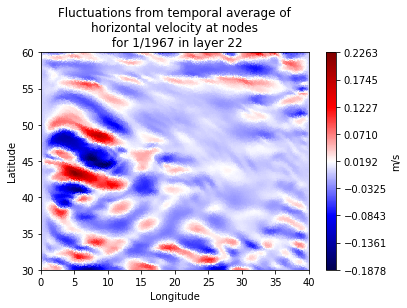 Fluctuations from temporal average of
horizontal velocity at nodes
for 1/1967 in layer 22
60
55
50
45
40
35
30
Latitude
0 5 10 15 20 25 30 35 40
Longitude
0.2263
0.1745
0.1227
0.0710
0.0192
−0.0325
−0.0843
−0.1361
−0.1878
m/s